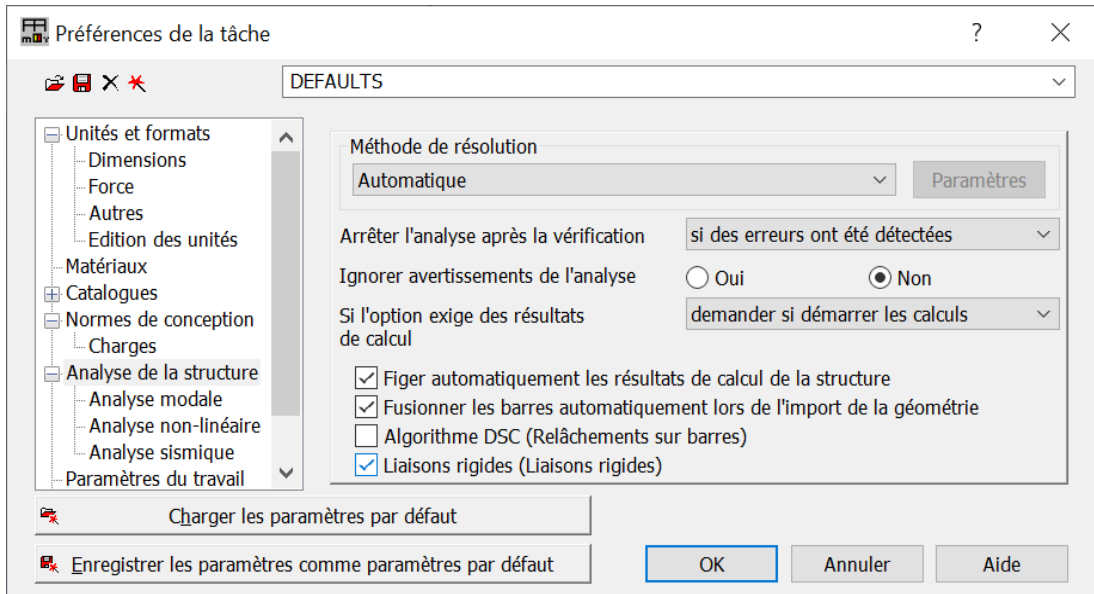 Préférences de la tâche
DEFAULTS
Unités et formats
Dimensions
Force
Autres
Edition des unités
Matériaux
Catalogues
Normes de conception
Charges
Analyse de la structure
Analyse modale
Analyse non-linéaire
Analyse sismique
Paramètres du travail
Méthode de résolution
Automatique
Paramètres
Arrêter l'analyse après la vérification
si des erreurs ont été détectées
Ignorer avertissements de l'analyse
Oui
Non
Si l'option exige des résultats
de calcul
demander si démarrer les calculs
Figer automatiquement les résultats de calcul de la structure
Fusionner les barres automatiquement lors de l'import de la géométrie
Algorithme DSC (Relâchements sur barres)
Liaisons rigides (Liaisons rigides)
Charger les paramètres par défaut
Enregistrer les paramètres comme paramètres par défaut
OK
Annuler
Aide